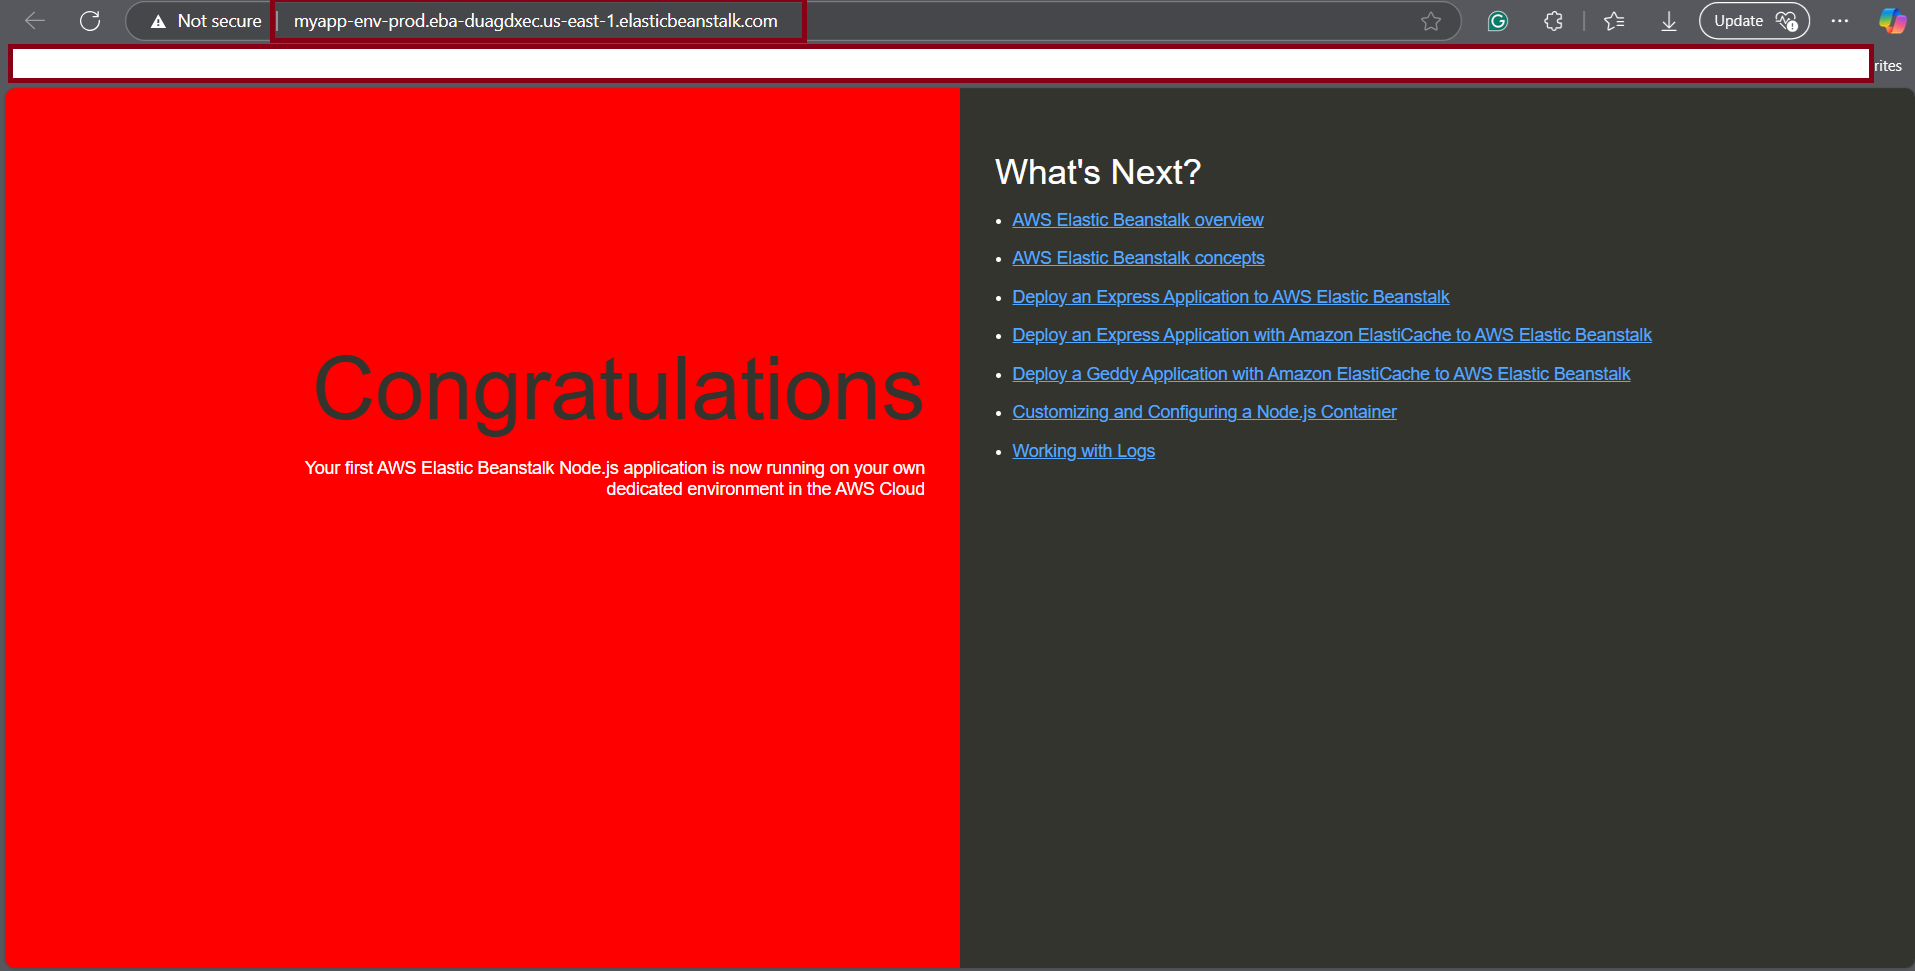 Not secure
myapp-env-prod.eba-duagdxec.us-east-1.elasticbeanstalk.com
Update
rites
Congratulations
Your first AWS Elastic Beanstalk Node.js application is now running on your own
dedicated environment in the AWS Cloud
What's Next?
AWS Elastic Beanstalk overview
AWS Elastic Beanstalk concepts
Deploy an Express Application to AWS Elastic Beanstalk
Deploy an Express Application with Amazon ElastiCache to AWS Elastic Beanstalk
Deploy a Geddy Application with Amazon ElastiCache to AWS Elastic Beanstalk
Customizing and Configuring a Node.js Container
Working with Logs